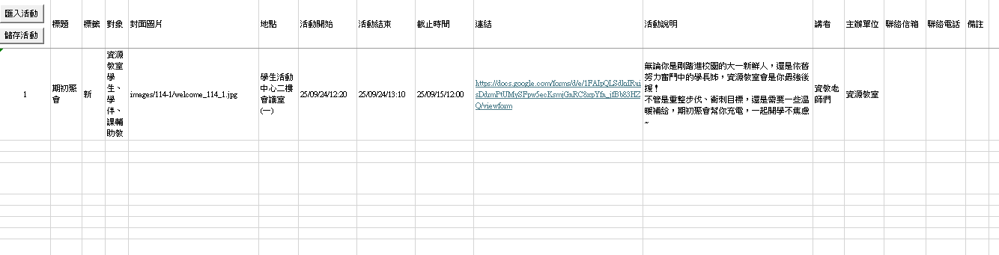 匯入活動
儲存活動
標題 標籤 對象 封面圖片 地點 活動開始 活動結束 截止時間 連結 活動說明 講者 主辦單位 聯絡信箱 聯絡電話 備註
1
期初聚
會
新
資源
教室
學
生、
學
伴、
課輔
助教
images/114-1/welcome_114_1.jpg
學生活動
中心二樓
會議室
(一)
25/09/24/12:20
25/09/24/13:10
25/09/15/12:00
無論你是剛踏進校園的大一新鮮人，還是依舊
努力奮鬥中的學長姊，資源教室會是你最強後
援！
不管是重整步伐、衝刺目標，還是需要一些溫
暖補給，期初聚會幫你充電，一起開學不焦慮
~
資教老
師們
資源教室